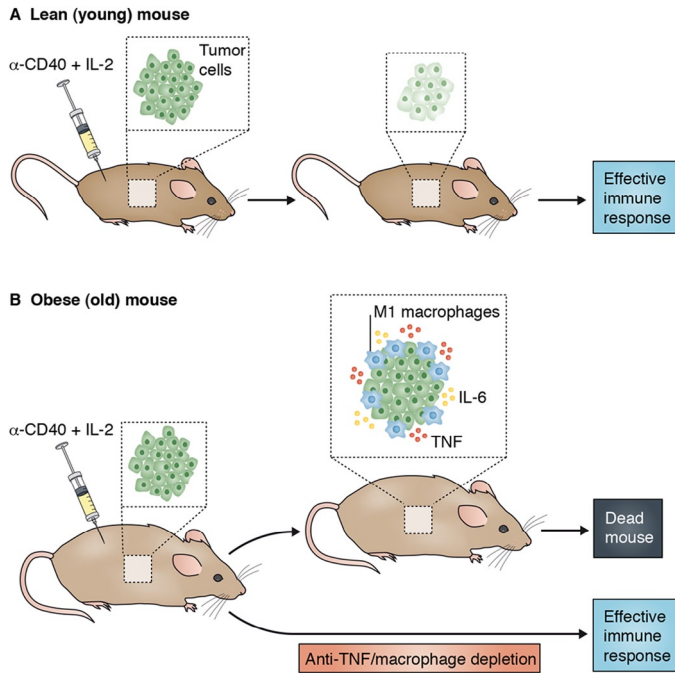 A Lean (young) mouse
α-CD40 + IL-2
Tumor
cells
Effective
immune
response
B Obese (old) mouse
M1 macrophages
α-CD40 + IL-2
IL-6
TNF
Dead
mouse
Effective
immune
response
Anti-TNF/macrophage depletion